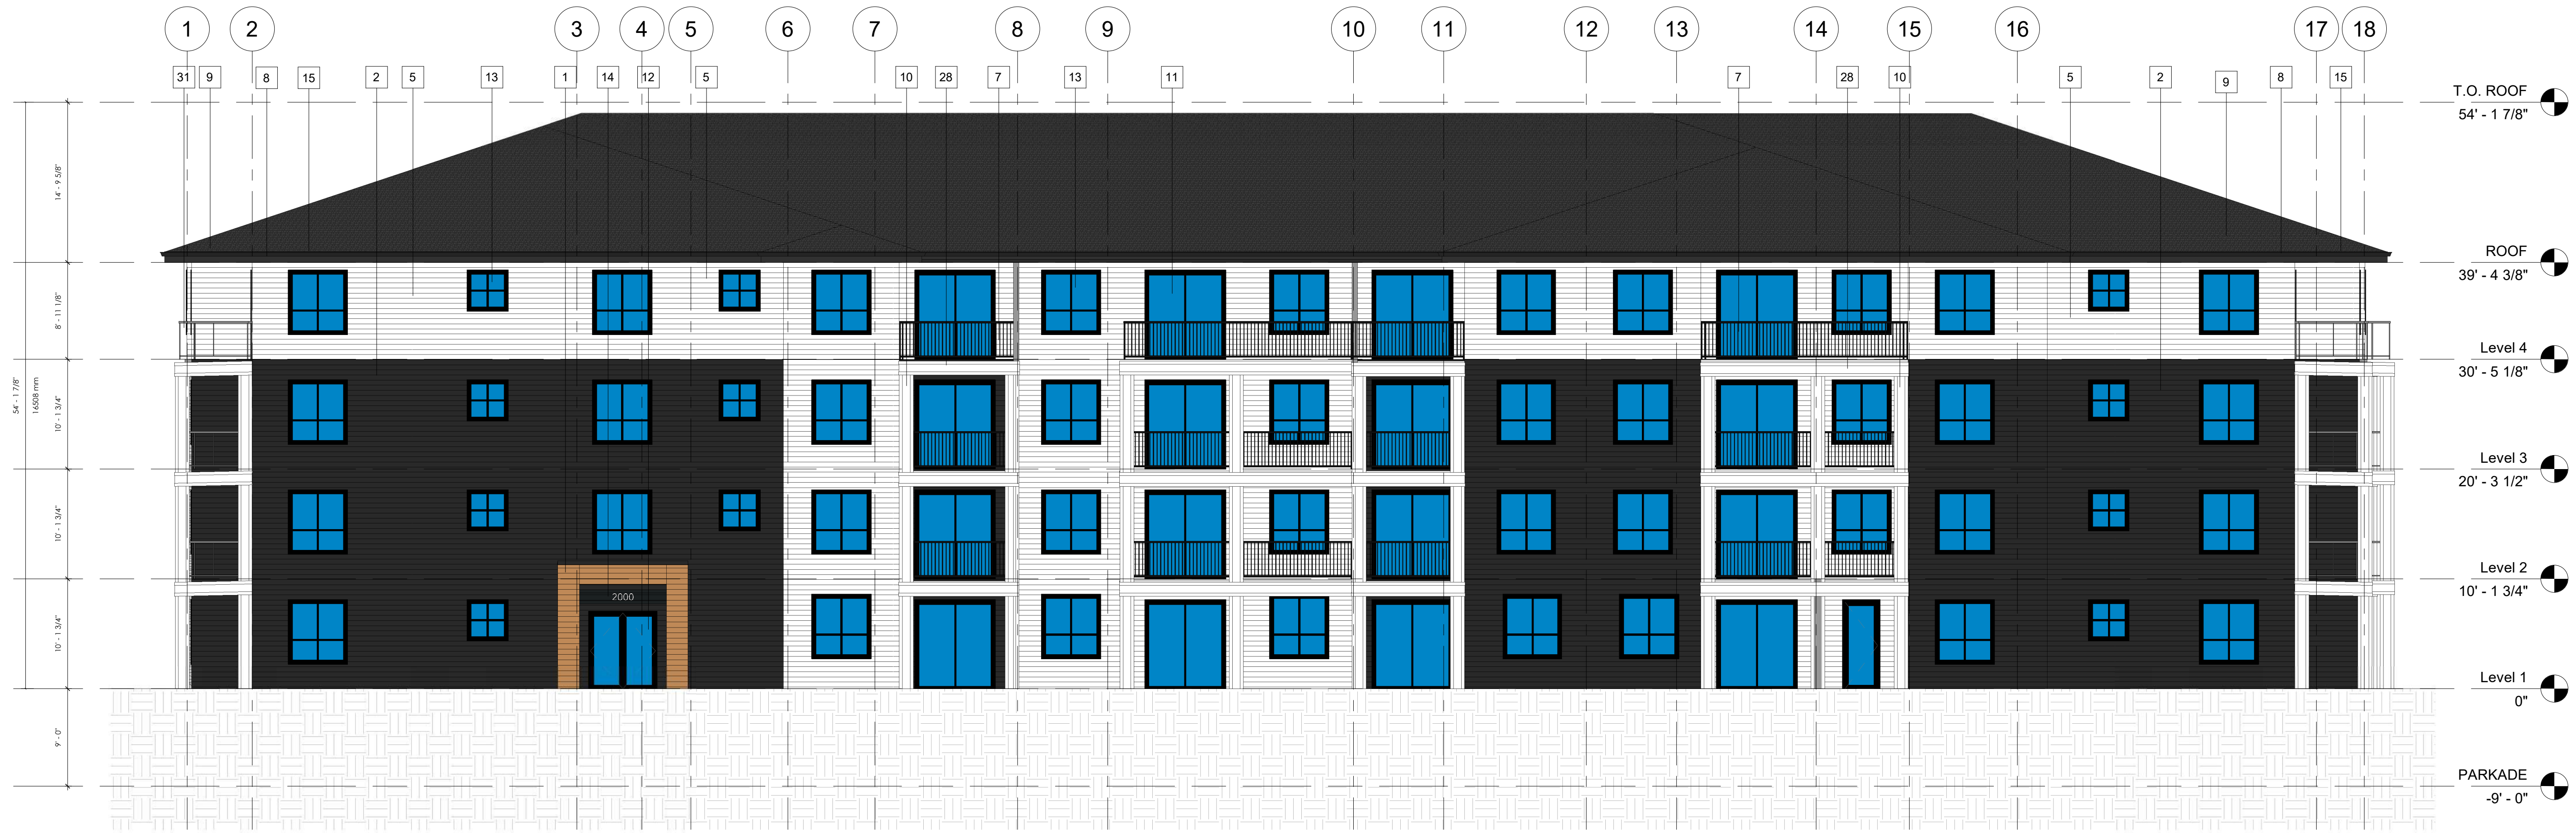 1 2 3 4 5 6 7 8 9 10 11 12 13 14 15 16 17 18
31 9 8 15 2 5 13 1 14 12 5 10 28 7 13 11 7 28 10 5 2 9 8 15
T.O. ROOF
54' - 1 7/8"
ROOF
39' - 4 3/8"
Level 4
30' - 5 1/8"
Level 3
20' - 3 1/2"
Level 2
10' - 1 3/4"
Level 1
0"
PARKADE
-9' - 0"
14' - 9 5/8"
8' - 11 1/8"
10' - 1 3/4"
10' - 1 3/4"
10' - 1 3/4"
9' - 0"
54' - 1 7/8"
16508 mm
2000